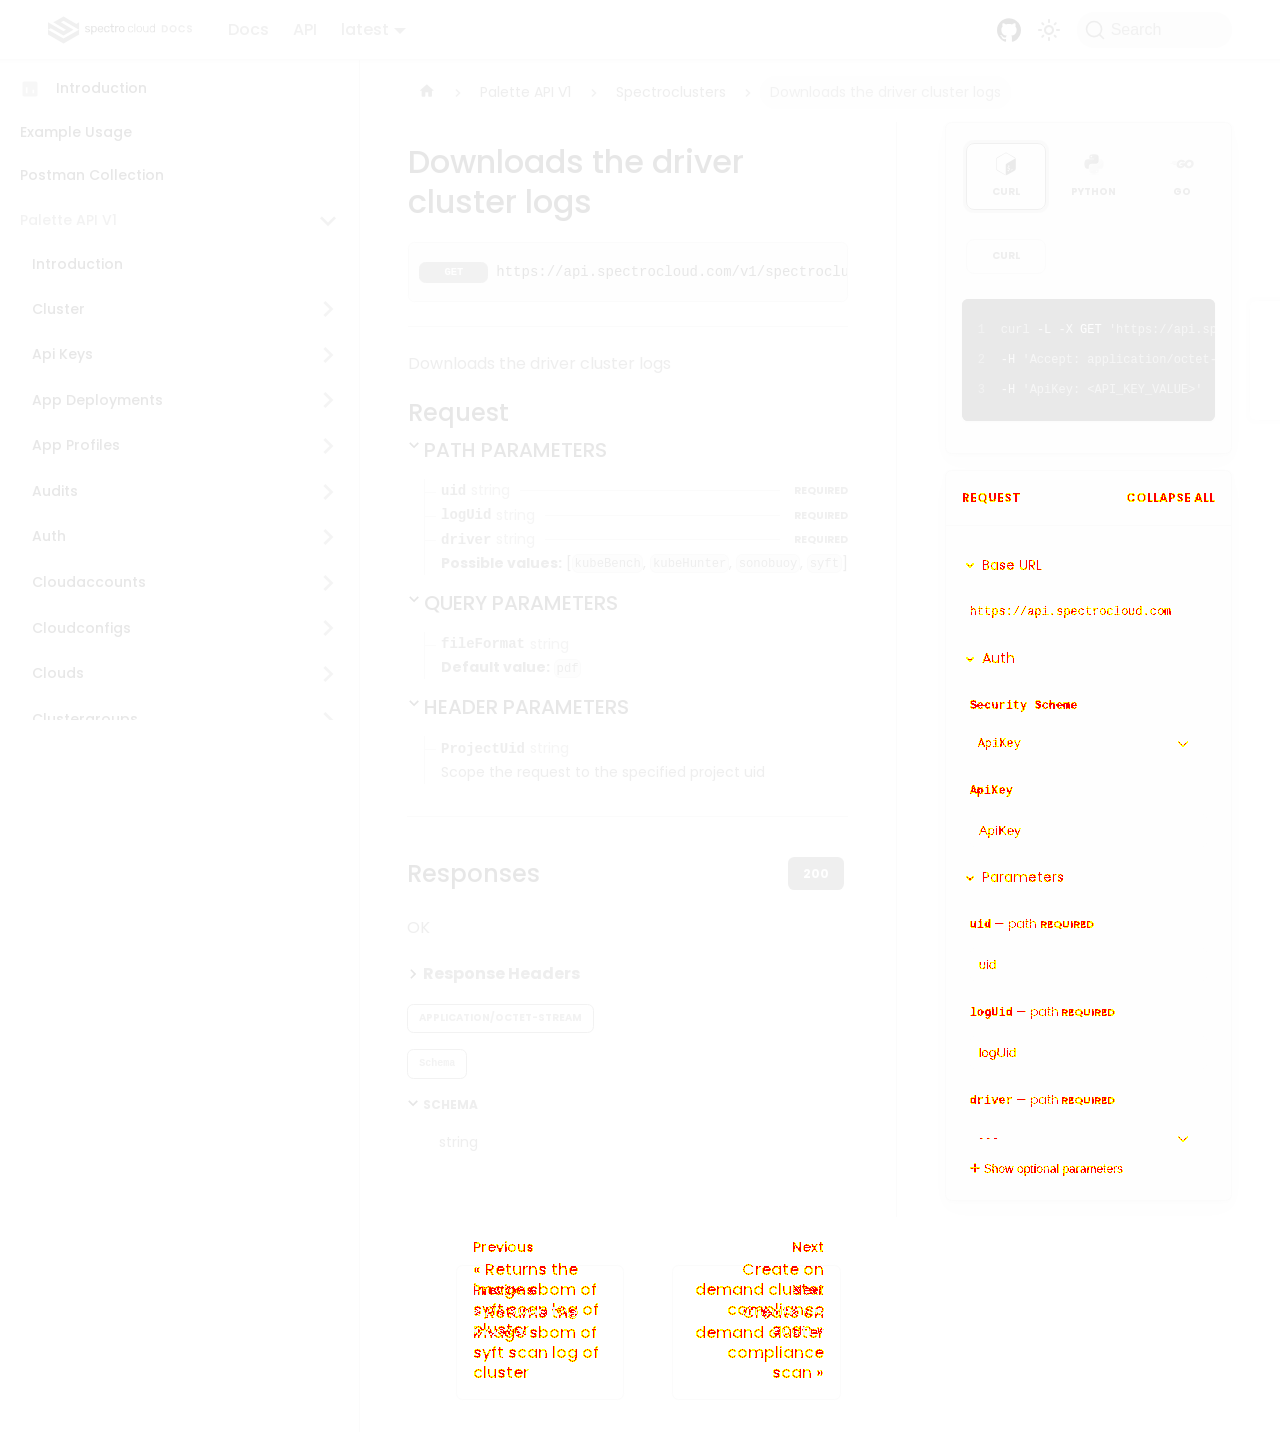 spectro cloud DOCS
Docs API latest
Search
Introduction
Example Usage
Postman Collection
Palette API V1
Introduction
Cluster
Api Keys
App Deployments
App Profiles
Audits
Auth
Cloudaccounts
Cloudconfigs
Clouds
Clustergroups
Palette API V1 Spectroclusters Downloads the driver cluster logs
Downloads the driver
cluster logs
GET https://api.spectrocloud.com/v1/spectroclu
Downloads the driver cluster logs
Request
PATH PARAMETERS
uid string REQUIRED
logUid string REQUIRED
driver string REQUIRED
Possible values: [kubeBench, kubeHunter, sonobuoy, syft]
QUERY PARAMETERS
fileFormat string
Default value: pdf
HEADER PARAMETERS
ProjectUid string
Scope the request to the specified project uid
Responses
200
OK
Response Headers
APPLICATION/OCTET-STREAM
Schema
SCHEMA
string
CURL PYTHON GO
CURL
1 curl -L -X GET 'https://api.sp
2 -H 'Accept: application/octet-
3 -H 'ApiKey: <API_KEY_VALUE>'
REQUEST COLLAPSE ALL
Base URL
https://api.spectrocloud.com
Auth
Security Scheme
ApiKey
ApiKey
ApiKey
Parameters
uid — path REQUIRED
uid
logUid — path REQUIRED
logUid
driver — path REQUIRED
---
Show optional parameters
Previous
« Returns the
image sbom of
syft scan log of
cluster
Next
Create on
demand cluster
compliance
scan »